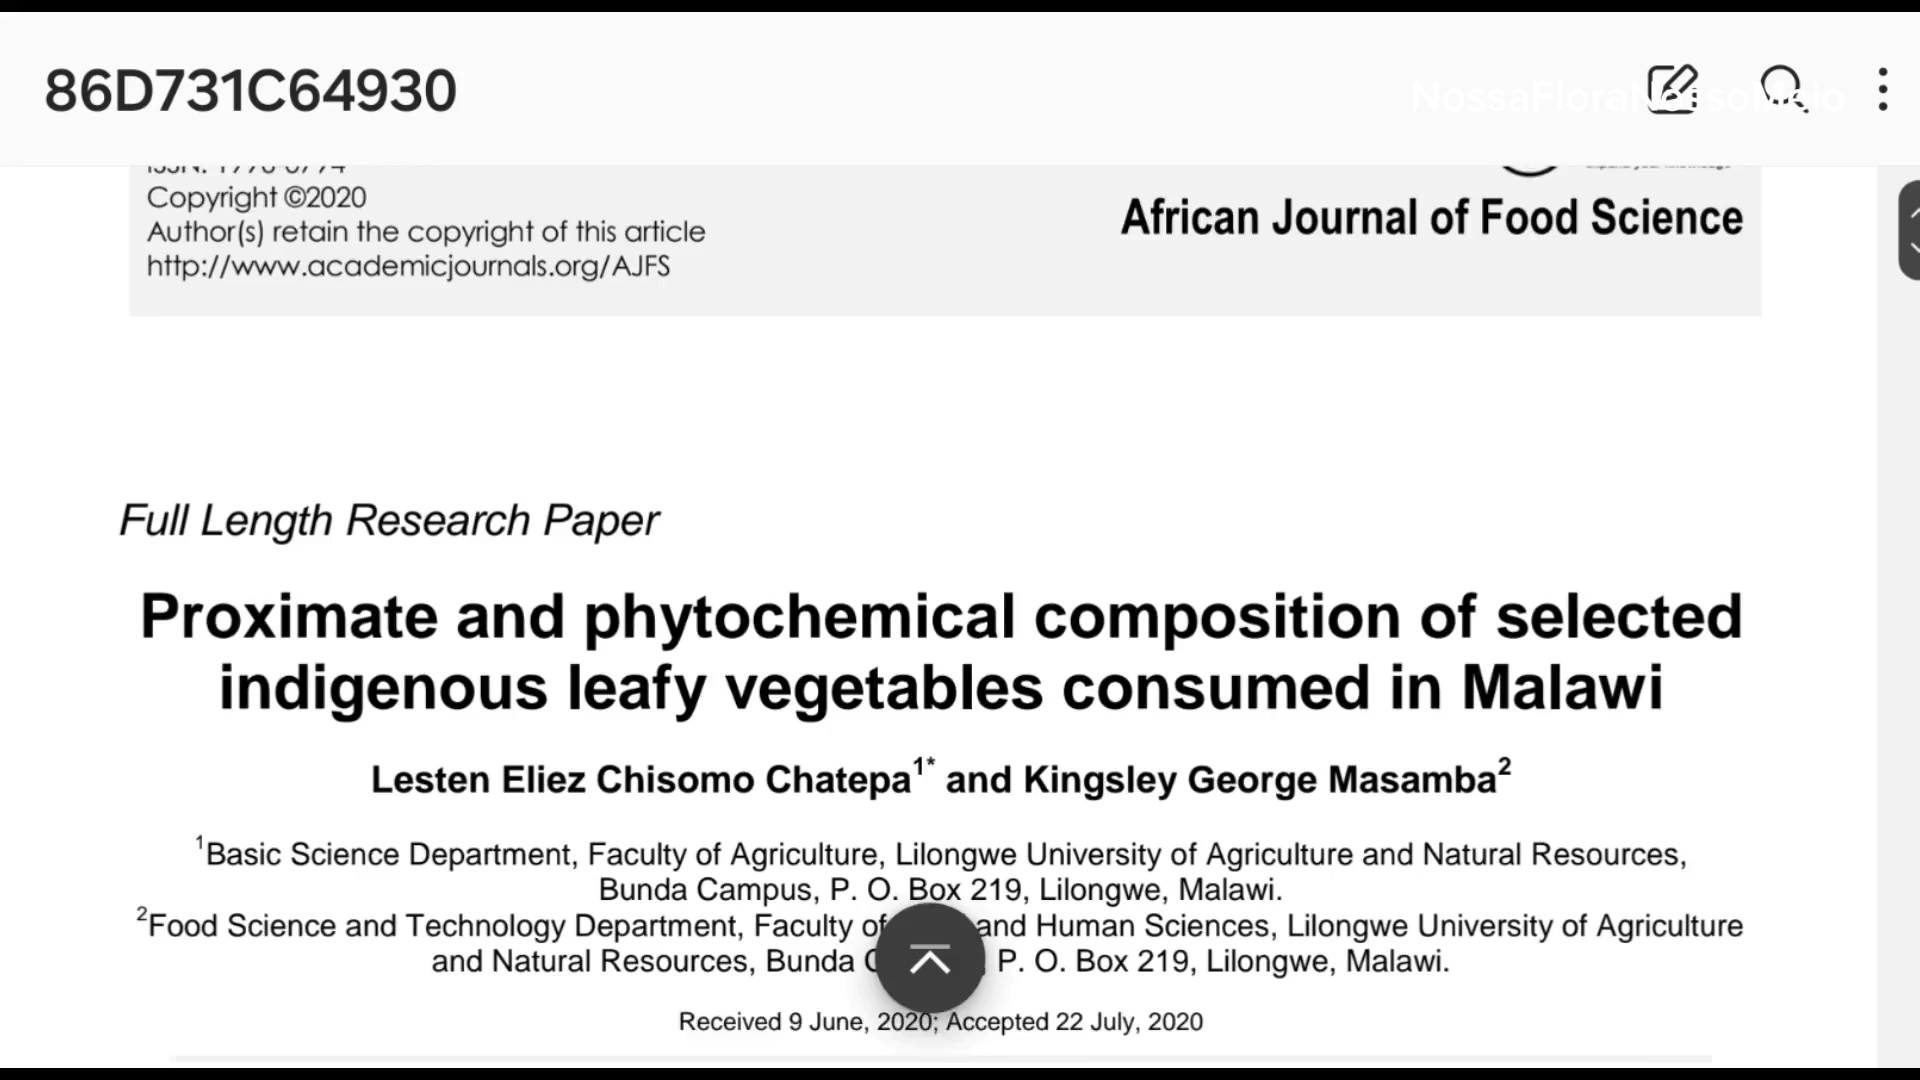 86D731C64930
NossaFloraNossoMeio
Copyright ©2020
Author(s) retain the copyright of this article
http://www.academicjournals.org/AJFS
African Journal of Food Science
Full Length Research Paper
Proximate and phytochemical composition of selected
indigenous leafy vegetables consumed in Malawi
Lesten Eliez Chisomo Chatepa1* and Kingsley George Masamba2
1Basic Science Department, Faculty of Agriculture, Lilongwe University of Agriculture and Natural Resources,
Bunda Campus, P. O. Box 219, Lilongwe, Malawi.
2Food Science and Technology Department, Faculty of and Human Sciences, Lilongwe University of Agriculture
and Natural Resources, Bunda P. O. Box 219, Lilongwe, Malawi.
Received 9 June, 2020; Accepted 22 July, 2020